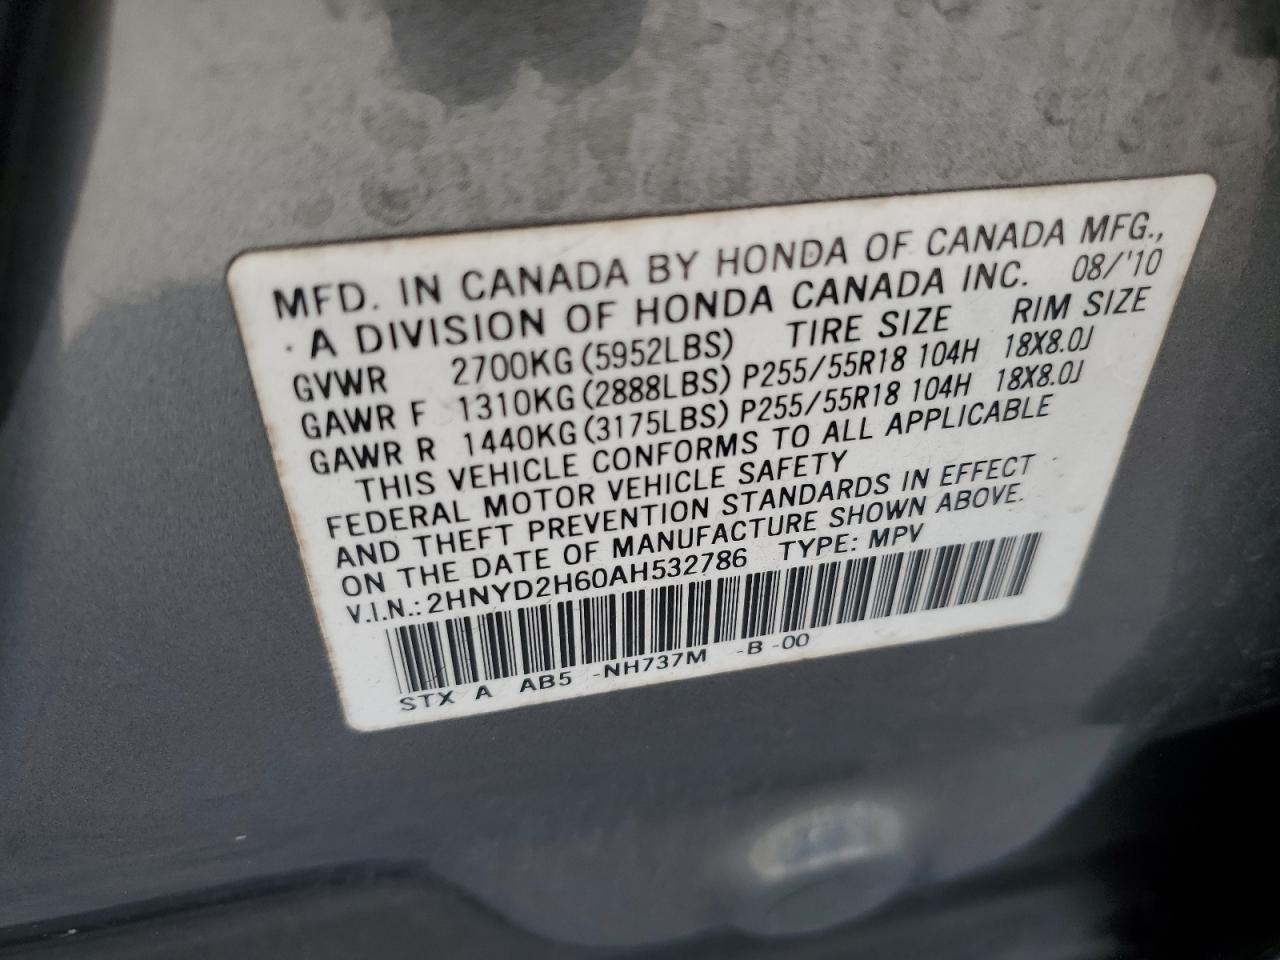 MFD. IN CANADA BY HONDA OF CANADA MFG.,
A DIVISION OF HONDA CANADA INC. 08/'10
GVWR 2700KG (5952LBS) TIRE SIZE RIM SIZE
GAWR F 1310KG (2888LBS) P255/55R18 104H 18X8.0J
GAWR R 1440KG (3175LBS) P255/55R18 104H 18X8.0J
THIS VEHICLE CONFORMS TO ALL APPLICABLE
FEDERAL MOTOR VEHICLE SAFETY
AND THEFT PREVENTION STANDARDS IN EFFECT
ON THE DATE OF MANUFACTURE SHOWN ABOVE.
V.I.N.: 2HNYD2H60AH532786 TYPE: MPV
STX A AB5 -NH737M -B -00